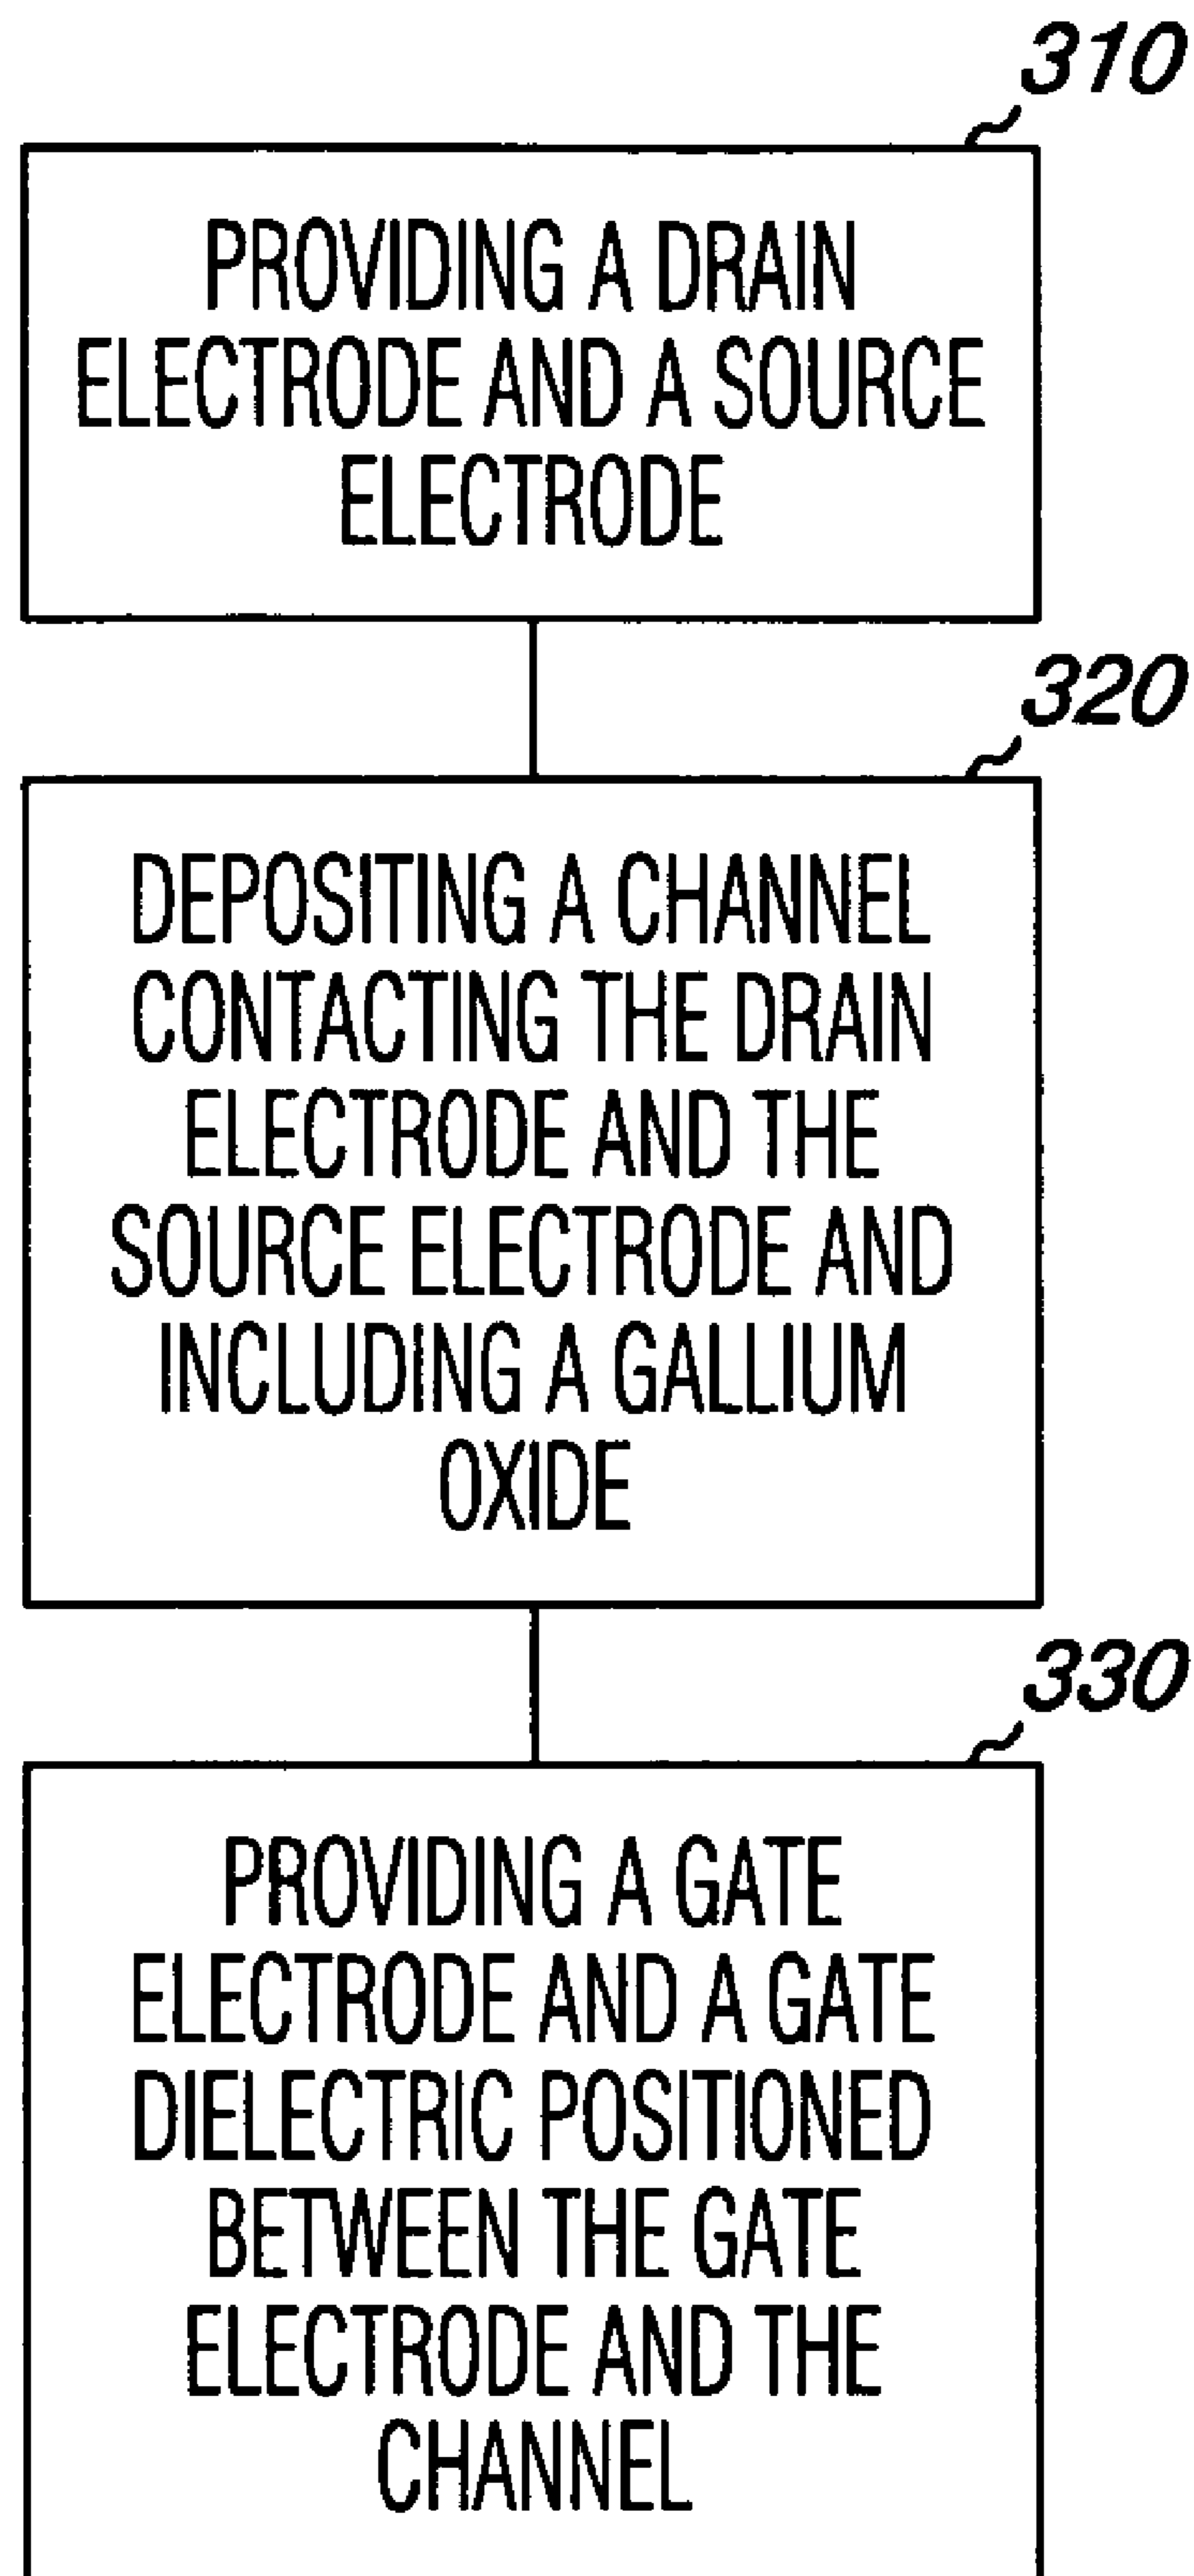 310
PROVIDING A DRAIN
ELECTRODE AND A SOURCE
ELECTRODE
320
DEPOSITING A CHANNEL
CONTACTING THE DRAIN
ELECTRODE AND THE
SOURCE ELECTRODE AND
INCLUDING A GALLIUM
OXIDE
330
PROVIDING A GATE
ELECTRODE AND A GATE
DIELECTRIC POSITIONED
BETWEEN THE GATE
ELECTRODE AND THE
CHANNEL